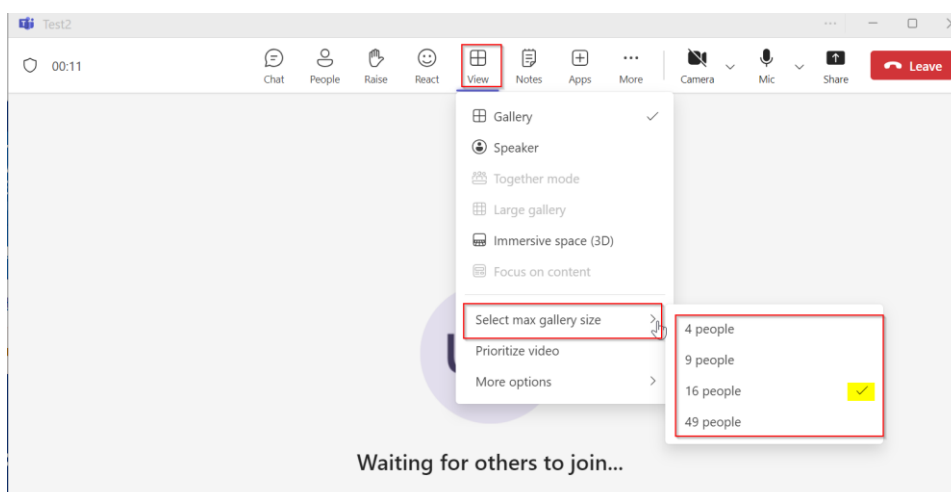 Test2
00:11
Chat People Raise React View Notes Apps More Camera Mic Share Leave
Gallery
Speaker
Together mode
Large gallery
Immersive space (3D)
Focus on content
Select max gallery size
Prioritize video
More options
4 people
9 people
16 people
49 people
Waiting for others to join...